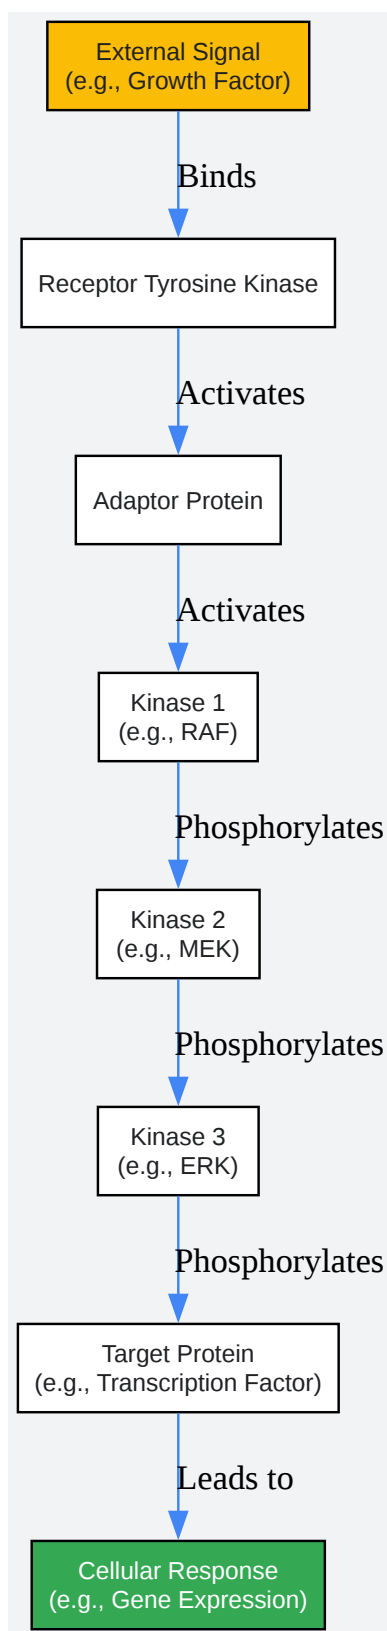 External Signal
(e.g., Growth Factor)
Binds
Receptor Tyrosine Kinase
Activates
Adaptor Protein
Activates
Kinase 1
(e.g., RAF)
Phosphorylates
Kinase 2
(e.g., MEK)
Phosphorylates
Kinase 3
(e.g., ERK)
Phosphorylates
Target Protein
(e.g., Transcription Factor)
Leads to
Cellular Response
(e.g., Gene Expression)